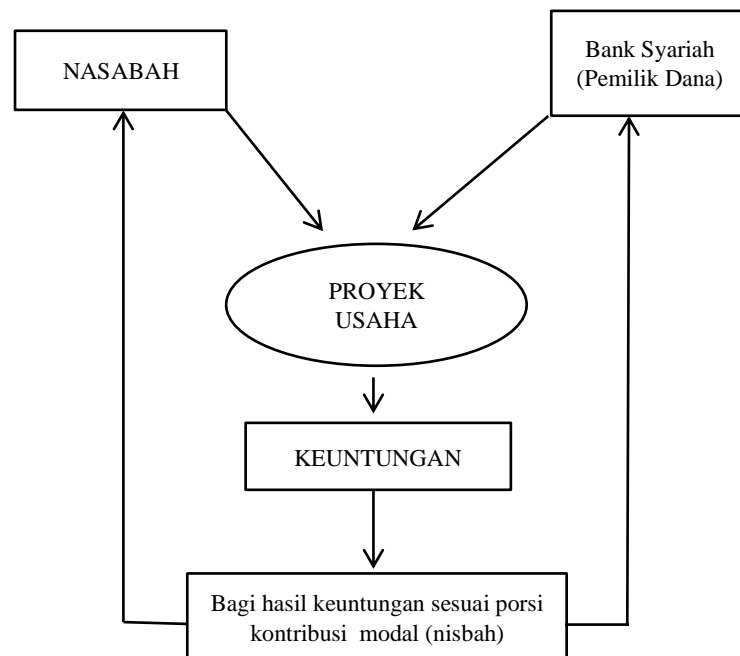 NASABAH
Bank Syariah
(Pemilik Dana)
PROYEK
USAHA
KEUNTUNGAN
Bagi hasil keuntungan sesuai porsi
kontribusi modal (nisbah)